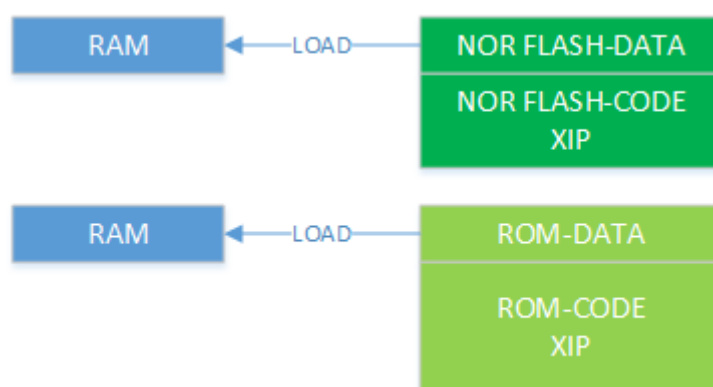 RAM
LOAD
NOR FLASH-DATA
NOR FLASH-CODE
XIP
RAM
LOAD
ROM-DATA
ROM-CODE
XIP